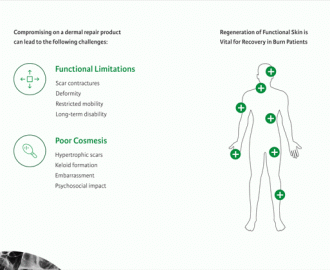 Compromising on a dermal repair product
can lead to the following challenges:
Functional Limitations
Scar contractures
Deformity
Restricted mobility
Long-term disability
Poor Cosmesis
Hypertrophic scars
Keloid formation
Embarrassment
Psychosocial impact
Regeneration of Functional Skin is
Vital for Recovery in Burn Patients